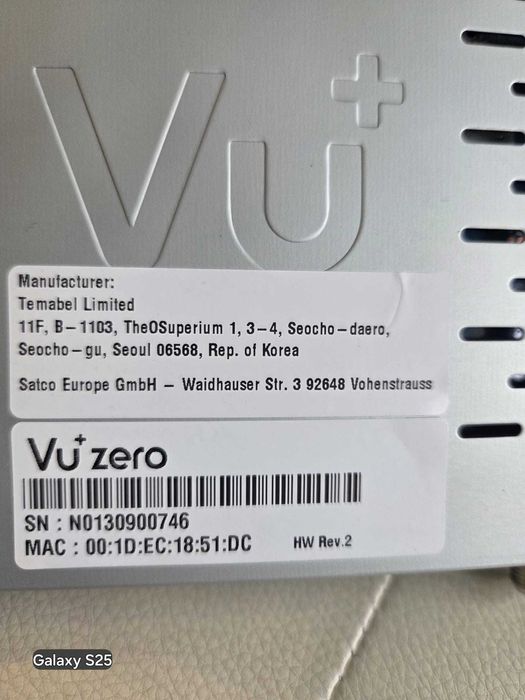 Vu+
Manufacturer:
Temabel Limited
11F, B-1103, TheOSuperium 1, 3-4, Seocho-daero,
Seocho-gu, Seoul 06568, Rep. of Korea
Satco Europe GmbH - Waidhauser Str. 3 92648 Vohenstrauss
Vu+ zero
SN : N0130900746
MAC : 00:1D:EC:18:51:DC HW Rev.2
Galaxy S25